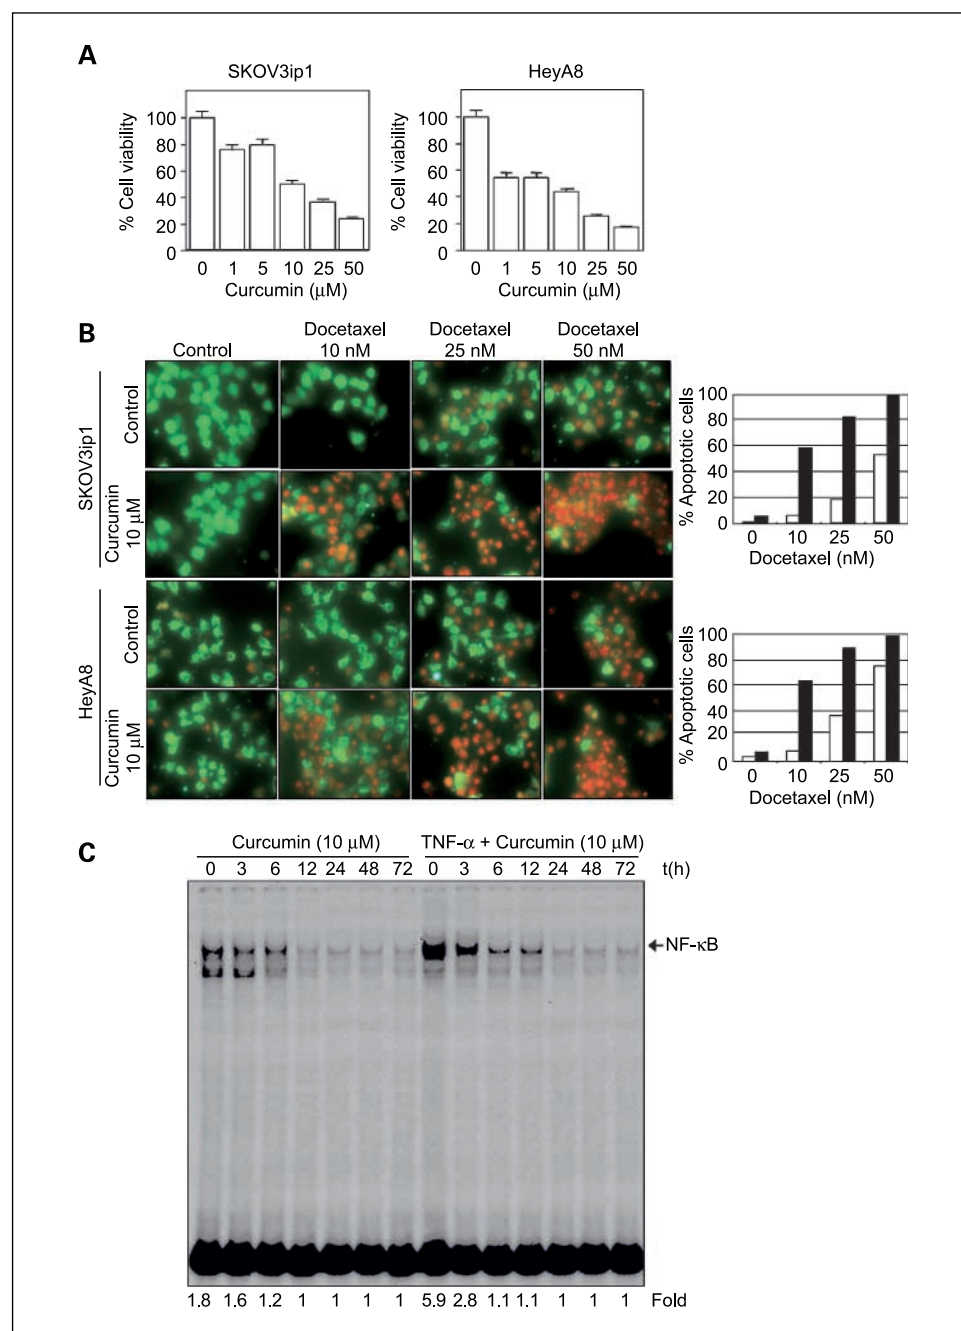 A
SKOV3ip1
HeyA8
% Cell viability
100
80
60
40
20
0
0 1 5 10 25 50
Curcumin (µM)
% Cell viability
100
80
60
40
20
0
0 1 5 10 25 50
Curcumin (µM)
B
Control
Docetaxel
10 nM
Docetaxel
25 nM
Docetaxel
50 nM
SKOV3ip1
Control
Curcumin
10 µM
HeyA8
Control
Curcumin
10 µM
% Apoptotic cells
100
80
60
40
20
0
0 10 25 50
Docetaxel (nM)
% Apoptotic cells
100
80
60
40
20
0
0 10 25 50
Docetaxel (nM)
C
Curcumin (10 µM)
TNF-α + Curcumin (10 µM)
0 3 6 12 24 48 72 0 3 6 12 24 48 72 t(h)
NF-κB
1.8 1.6 1.2 1 1 1 1 5.9 2.8 1.1 1.1 1 1 1 Fold